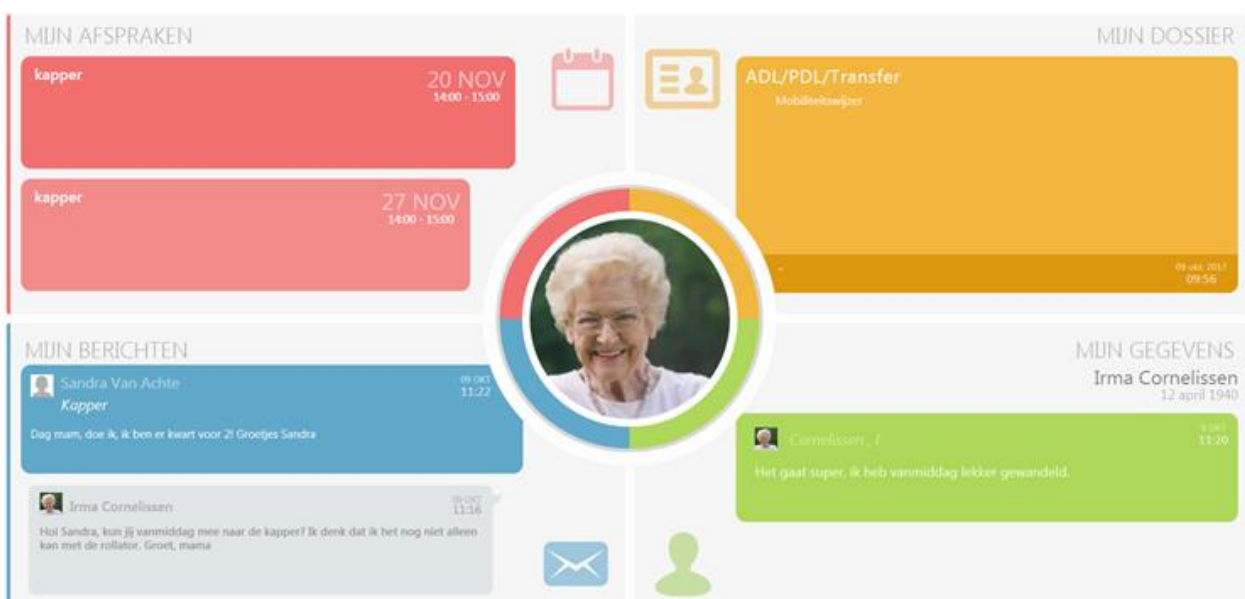 MIJN AFSPRAKEN
kapper
20 NOV
14:00 - 15:00
kapper
27 NOV
14:00 - 15:00
MIJN DOSSIER
ADL/PDL/Transfer
Mobiliteitswijzer
-
09 okt. 2017
09:56
MIJN BERICHTEN
Sandra Van Achte
09 OKT
11:22
Kapper
Dag mam, doe ik, ik ben er kwart voor 2! Groetjes Sandra
Irma Cornelissen
09 OKT
11:16
Hoi Sandra, kun jij vanmiddag mee naar de kapper? Ik denk dat ik het nog niet alleen
kan met de rollator. Groet, mama
MIJN GEGEVENS
Irma Cornelissen
12 april 1940
Cornelissen , I
9 OKT
11:20
Het gaat super, ik heb vanmiddag lekker gewandeld.